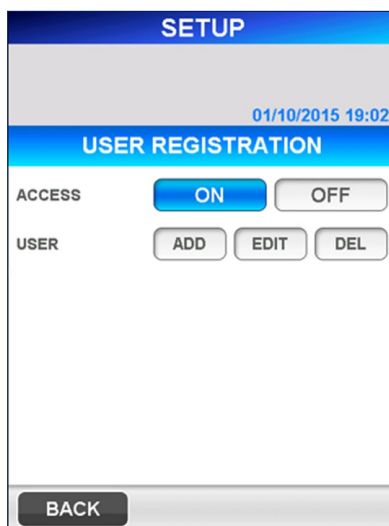 SETUP
01/10/2015 19:02
USER REGISTRATION
ACCESS ON OFF
USER ADD EDIT DEL
BACK